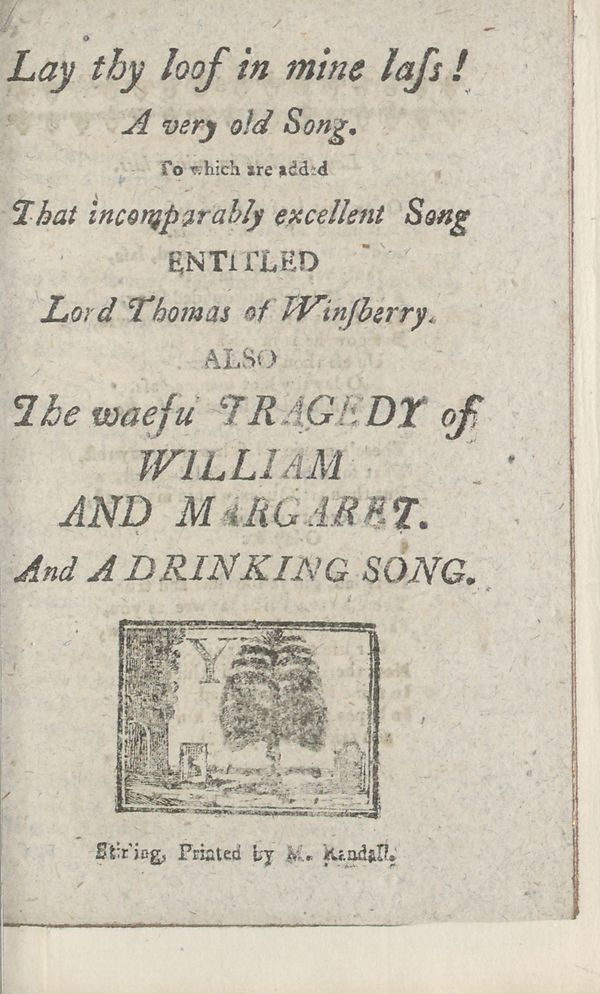 Lay thy loof in mine laſs!
A very old Song.
To which are added
That incomparably excellent Song
ENTITLED
Lord Thomas of Winſberry.
ALSO
The waefu' TRAGEDY of
WILLIAM
AND MARGARET.
And A DRINKING SONG.
Y
Stirling, Printed by M. Randall.